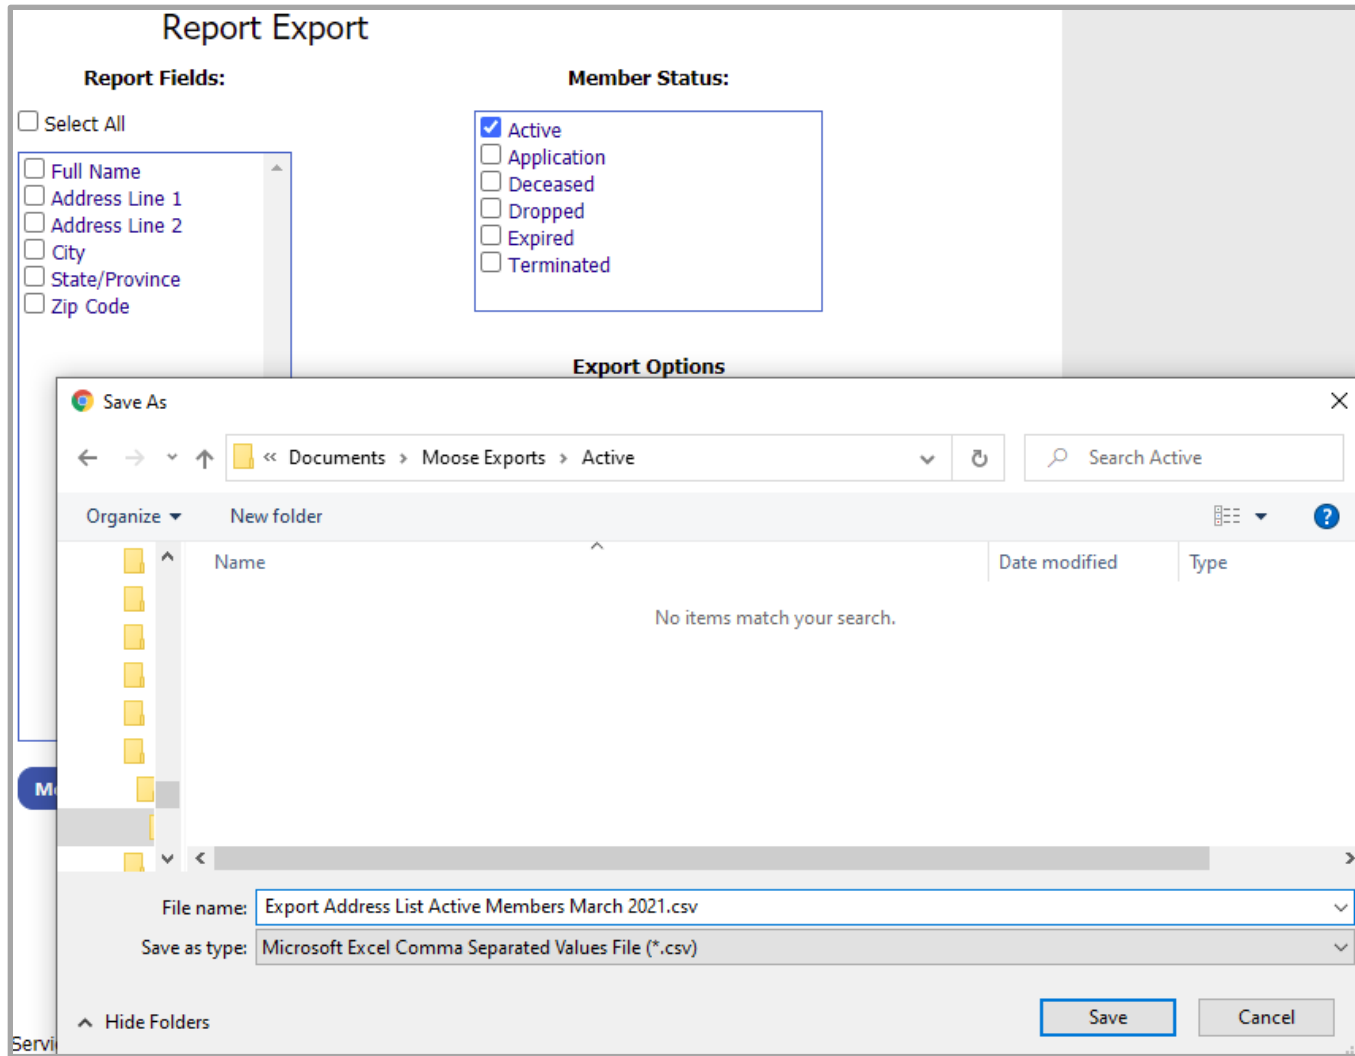 Report Export
Report Fields:
Member Status:
Select All
Full Name
Address Line 1
Address Line 2
City
State/Province
Zip Code
Active
Application
Deceased
Dropped
Expired
Terminated
Export Options
Save As
« Documents › Moose Exports › Active
Search Active
Organize
New folder
?
Name
Date modified
Type
No items match your search.
File name: Export Address List Active Members March 2021.csv
Save as type: Microsoft Excel Comma Separated Values File (*.csv)
Hide Folders
Save
Cancel